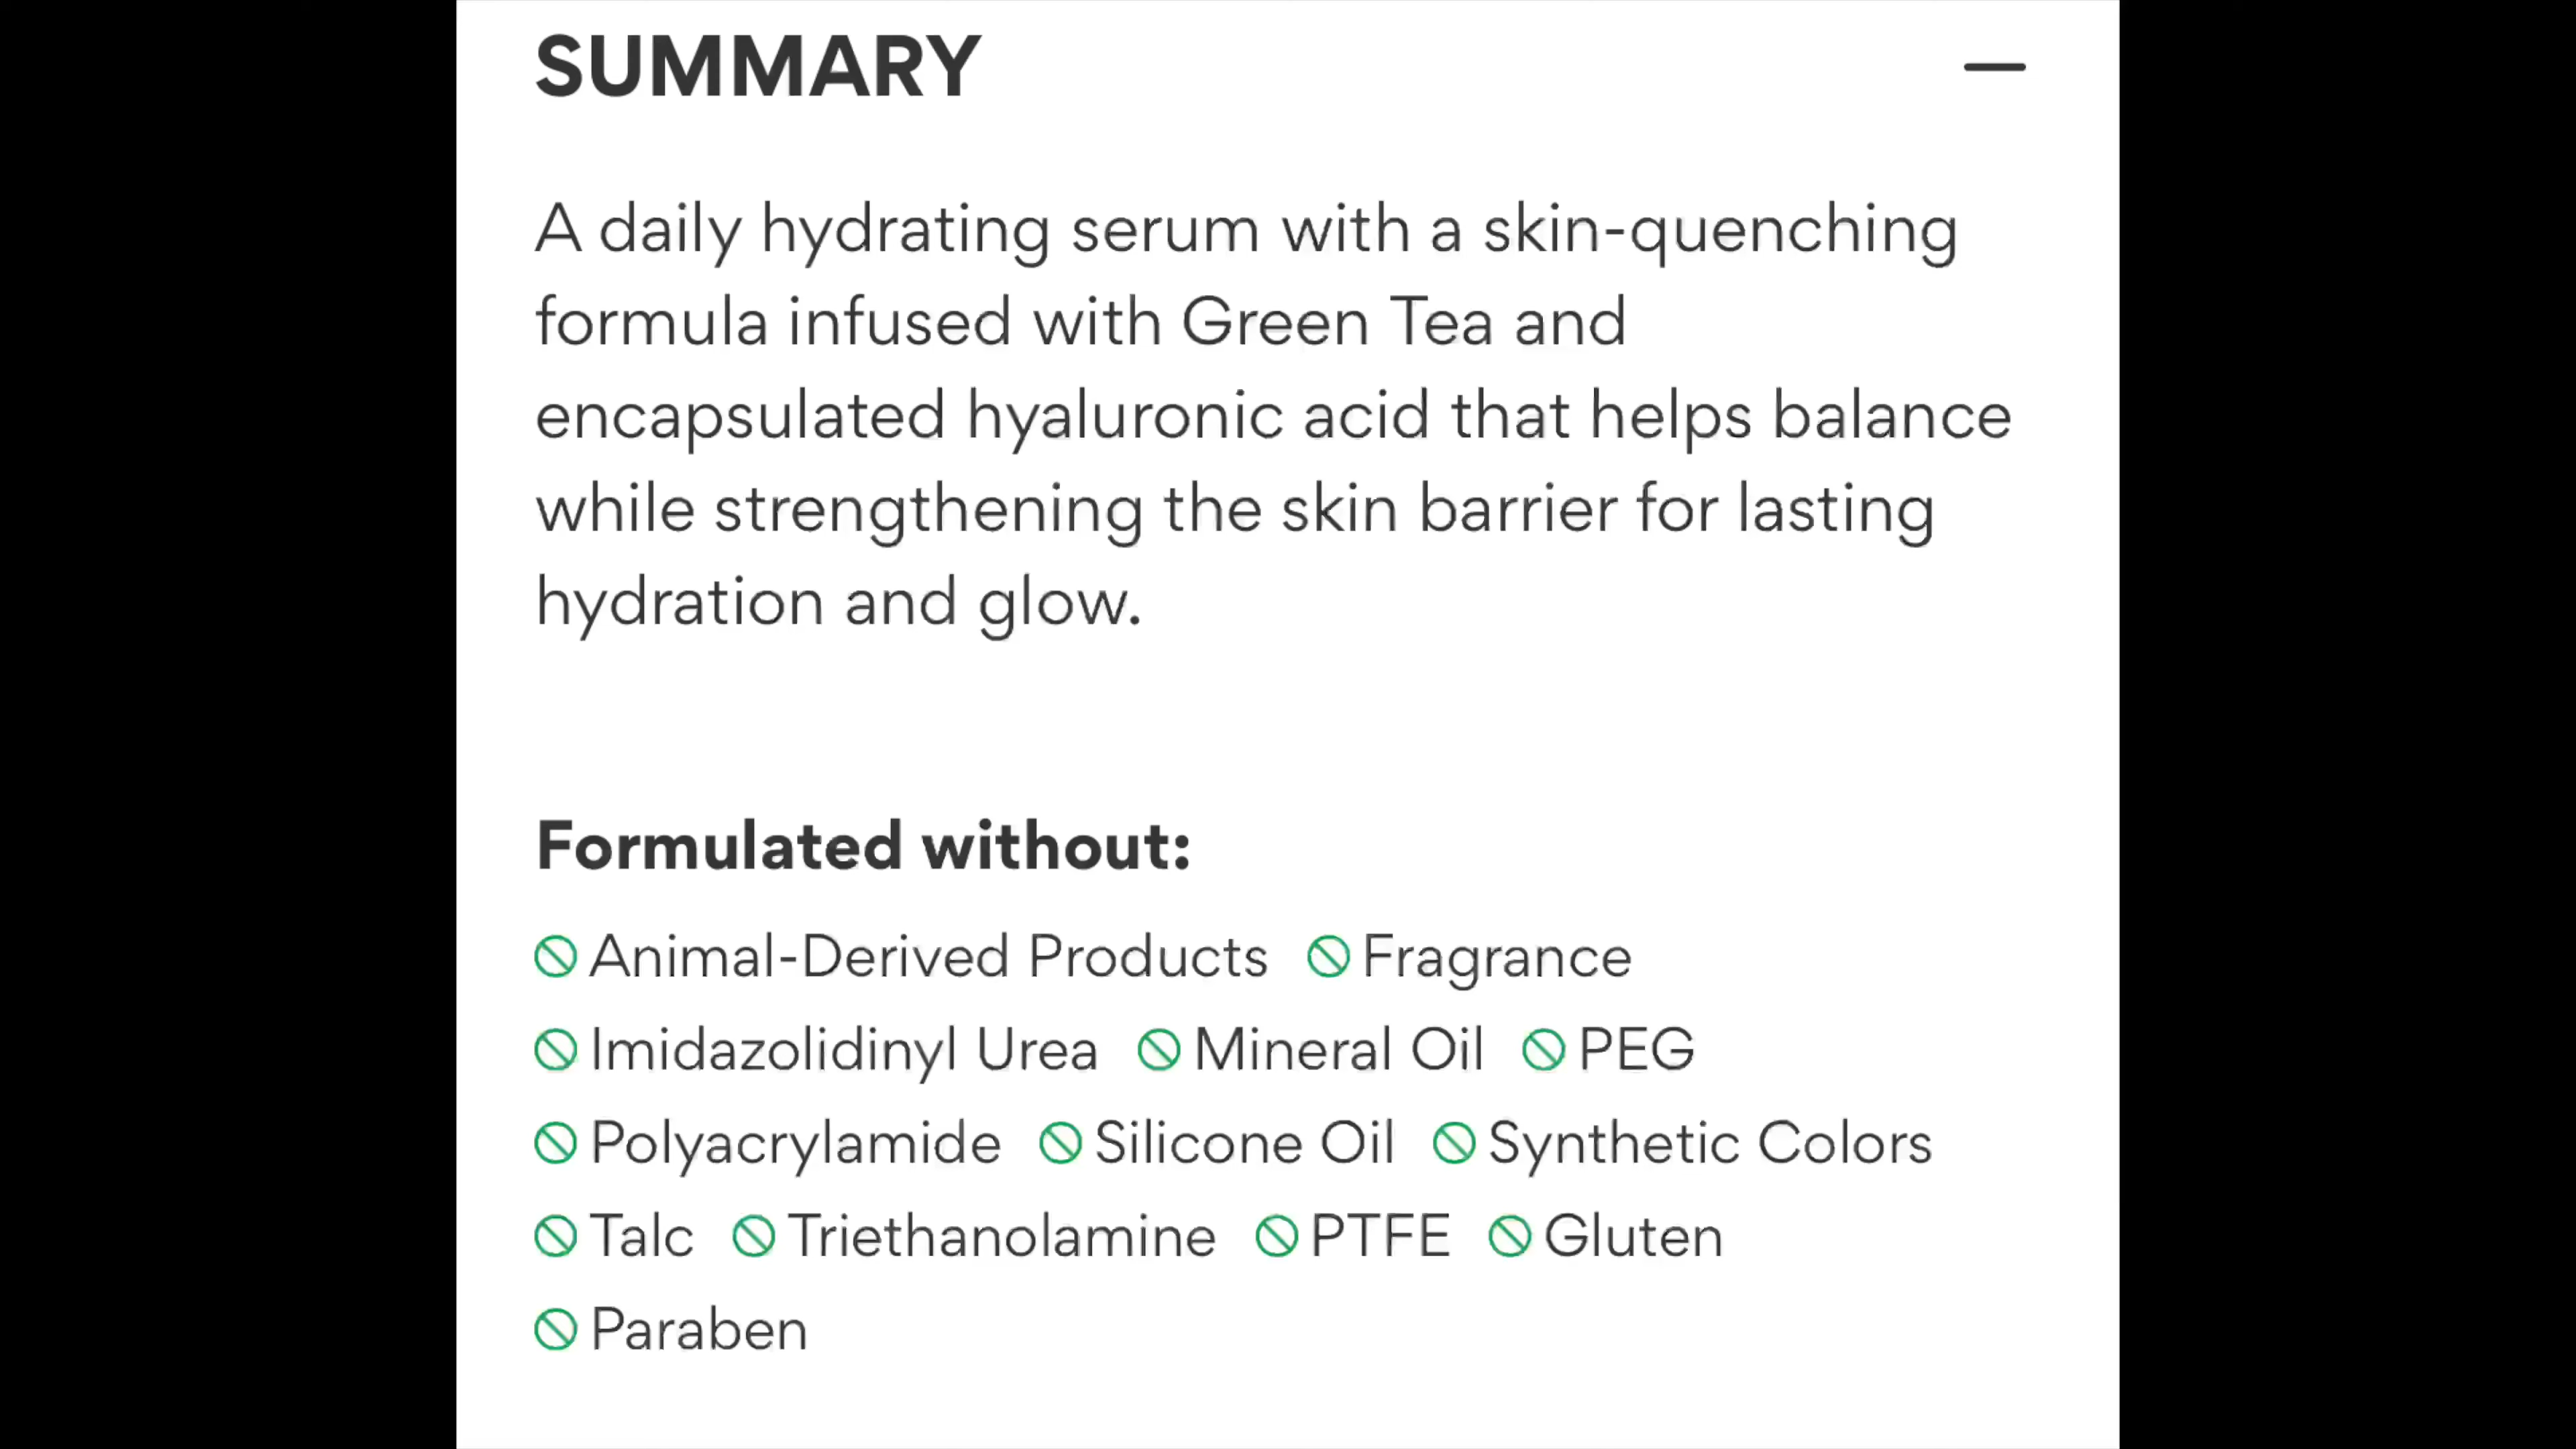 SUMMARY
A daily hydrating serum with a skin-quenching
formula infused with Green Tea and
encapsulated hyaluronic acid that helps balance
while strengthening the skin barrier for lasting
hydration and glow.
Formulated without:
Animal-Derived Products Fragrance
Imidazolidinyl Urea Mineral Oil PEG
Polyacrylamide Silicone Oil Synthetic Colors
Talc Triethanolamine PTFE Gluten
Paraben